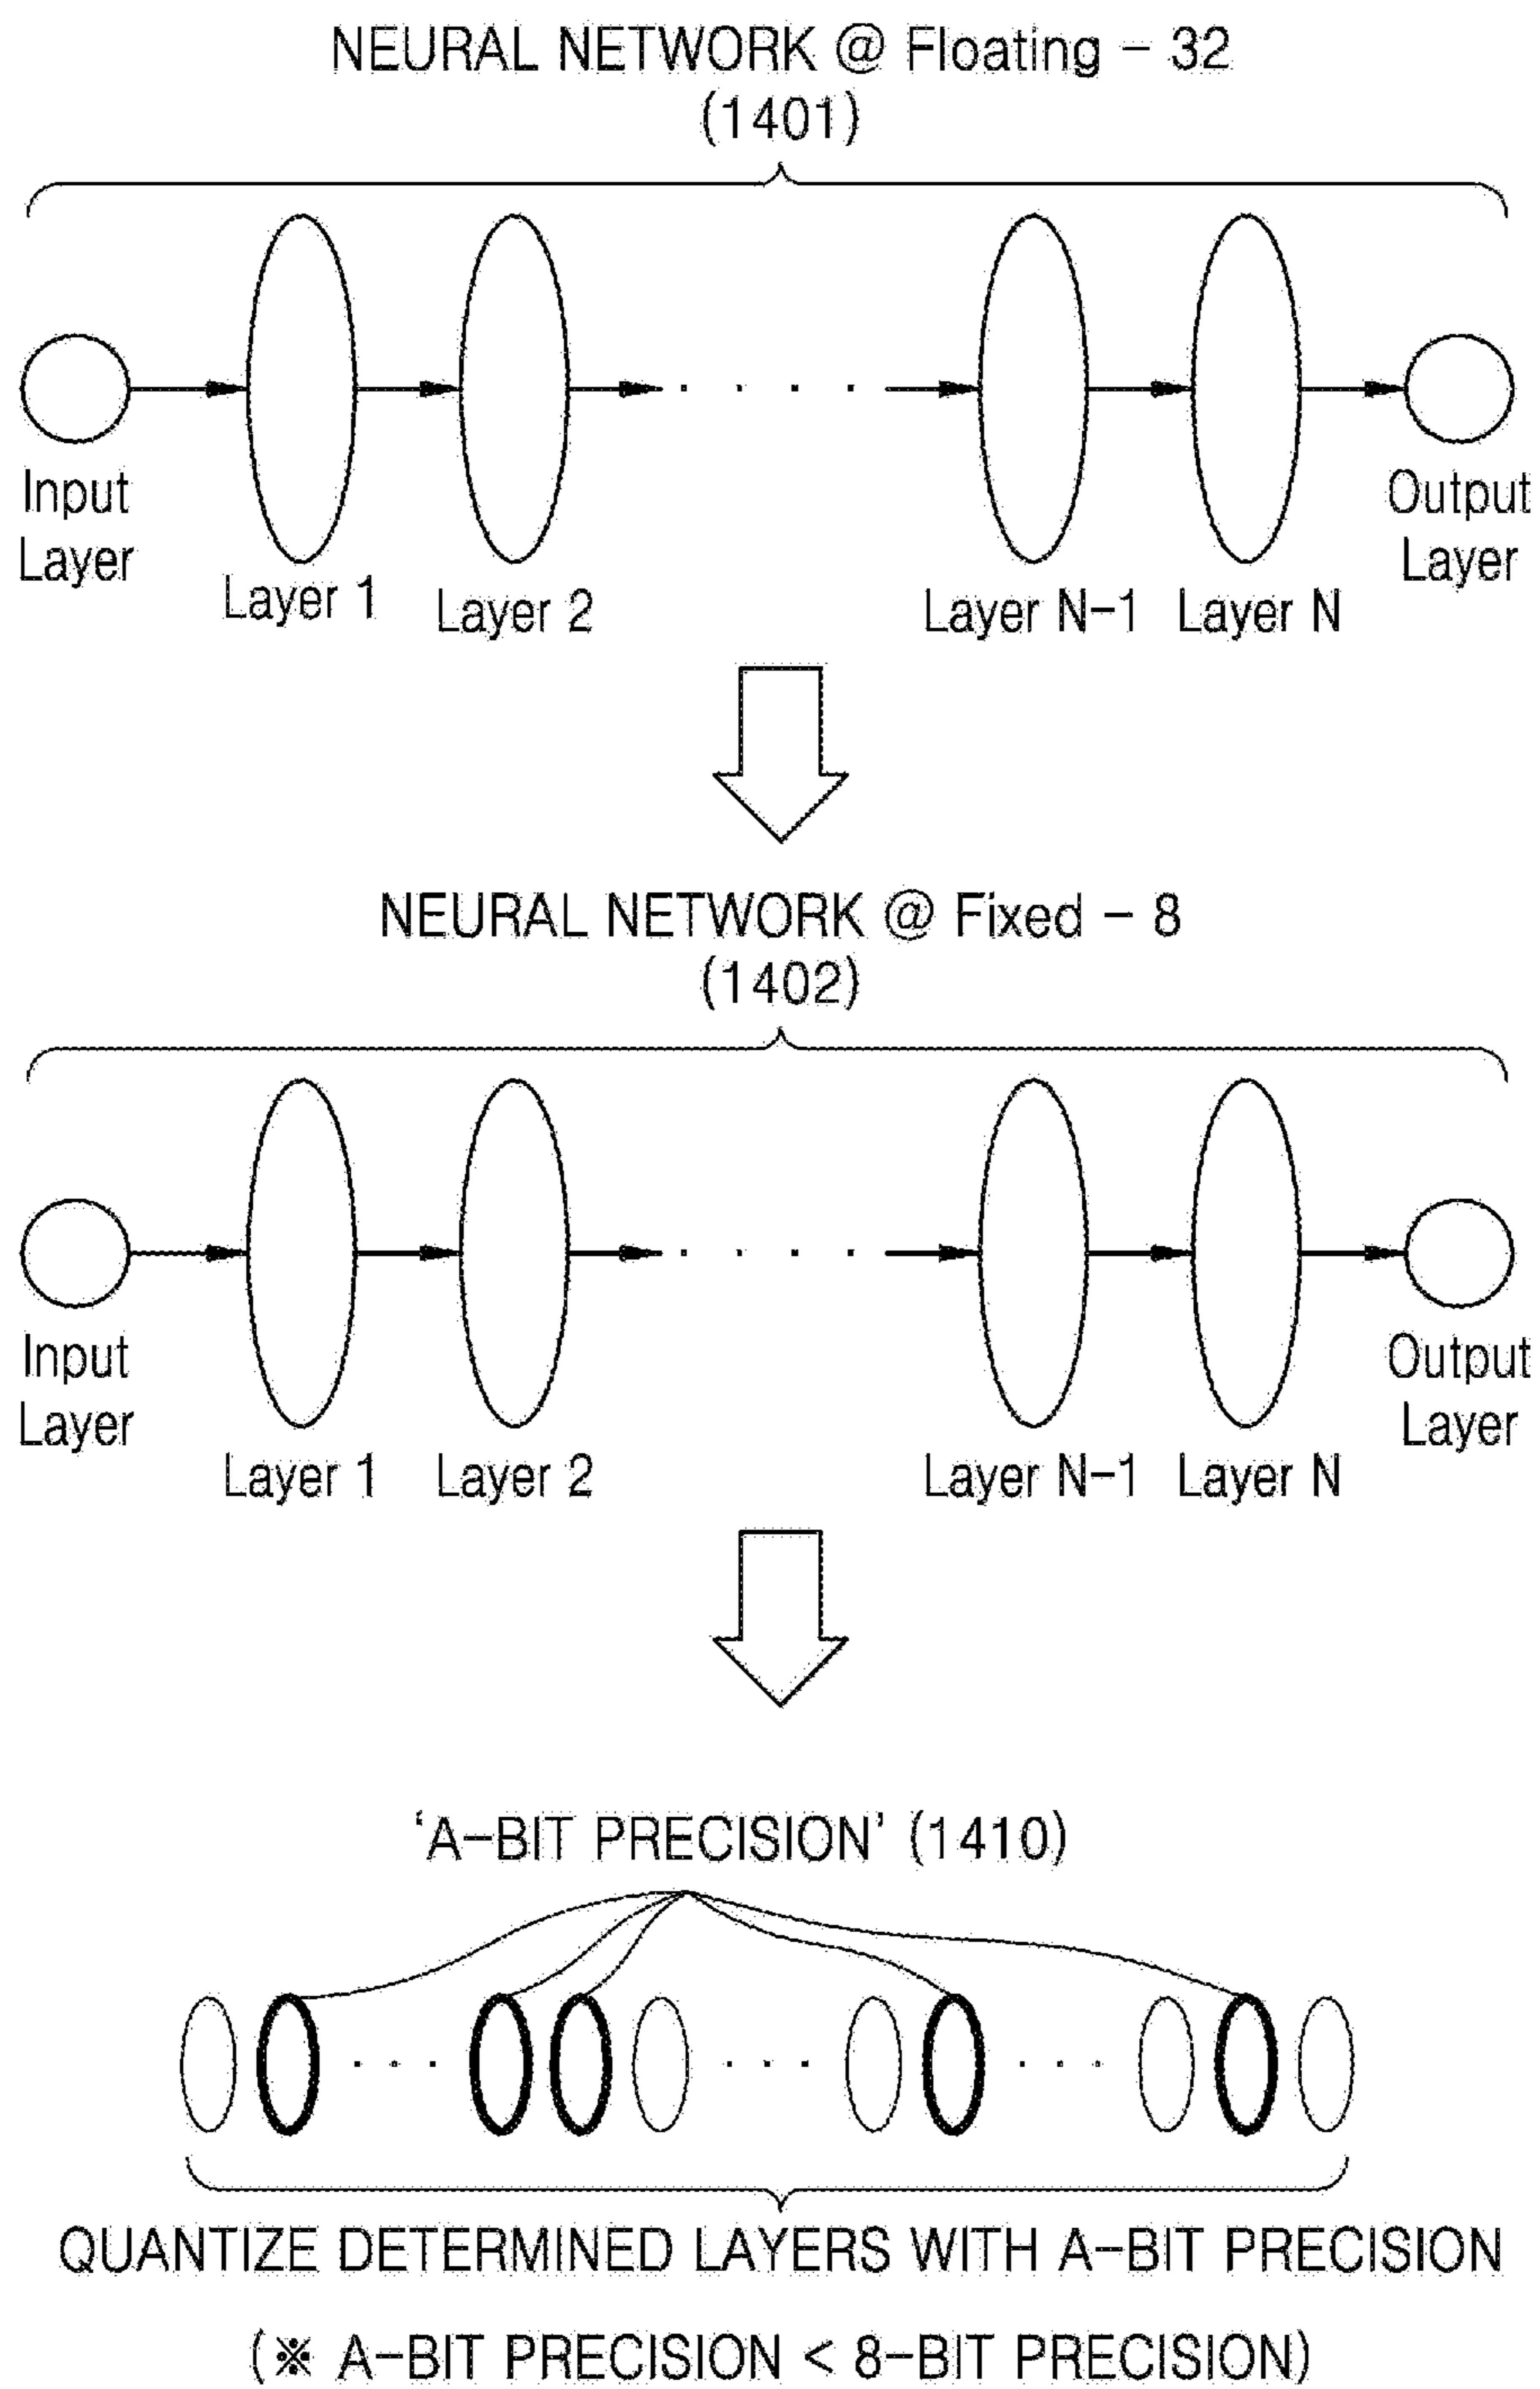 NEURAL NETWORK @ Floating - 32
(1401)
Input
Layer
Layer 1
Layer 2
Layer N-1
Layer N
Output
Layer
NEURAL NETWORK @ Fixed - 8
(1402)
Input
Layer
Layer 1
Layer 2
Layer N-1
Layer N
Output
Layer
‘A-BIT PRECISION’ (1410)
QUANTIZE DETERMINED LAYERS WITH A-BIT PRECISION
(※ A-BIT PRECISION < 8-BIT PRECISION)